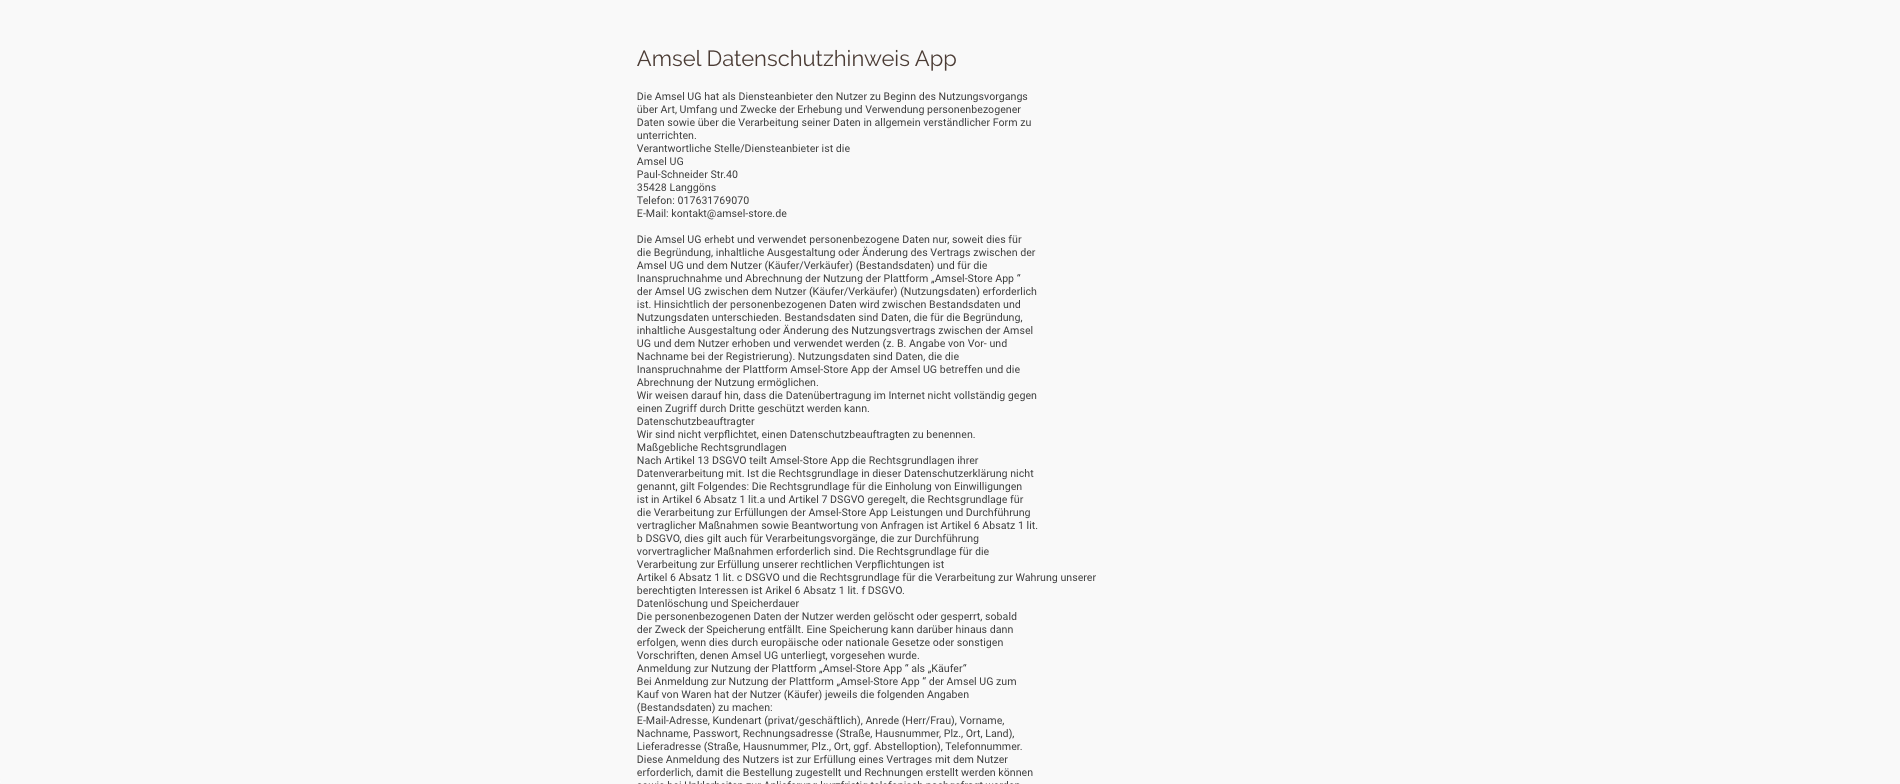 Amsel Datenschutzhinweis App
Die Amsel UG hat als Diensteanbieter den Nutzer zu Beginn des Nutzungsvorgangs
über Art, Umfang und Zwecke der Erhebung und Verwendung personenbezogener
Daten sowie über die Verarbeitung seiner Daten in allgemein verständlicher Form zu
unterrichten.
Verantwortliche Stelle/Diensteanbieter ist die
Amsel UG
Paul-Schneider Str.40
35428 Langgöns
Telefon: 017631769070
E-Mail: kontakt@amsel-store.de
Die Amsel UG erhebt und verwendet personenbezogene Daten nur, soweit dies für
die Begründung, inhaltliche Ausgestaltung oder Änderung des Vertrags zwischen der
Amsel UG und dem Nutzer (Käufer/Verkäufer) (Bestandsdaten) und für die
Inanspruchnahme und Abrechnung der Nutzung der Plattform „Amsel-Store App “
der Amsel UG zwischen dem Nutzer (Käufer/Verkäufer) (Nutzungsdaten) erforderlich
ist. Hinsichtlich der personenbezogenen Daten wird zwischen Bestandsdaten und
Nutzungsdaten unterschieden. Bestandsdaten sind Daten, die für die Begründung,
inhaltliche Ausgestaltung oder Änderung des Nutzungsvertrags zwischen der Amsel
UG und dem Nutzer erhoben und verwendet werden (z. B. Angabe von Vor- und
Nachname bei der Registrierung). Nutzungsdaten sind Daten, die die
Inanspruchnahme der Plattform Amsel-Store App der Amsel UG betreffen und die
Abrechnung der Nutzung ermöglichen.
Wir weisen darauf hin, dass die Datenübertragung im Internet nicht vollständig gegen
einen Zugriff durch Dritte geschützt werden kann.
Datenschutzbeauftragter
Wir sind nicht verpflichtet, einen Datenschutzbeauftragten zu benennen.
Maßgebliche Rechtsgrundlagen
Nach Artikel 13 DSGVO teilt Amsel-Store App die Rechtsgrundlagen ihrer
Datenverarbeitung mit. Ist die Rechtsgrundlage in dieser Datenschutzerklärung nicht
genannt, gilt Folgendes: Die Rechtsgrundlage für die Einholung von Einwilligungen
ist in Artikel 6 Absatz 1 lit.a und Artikel 7 DSGVO geregelt, die Rechtsgrundlage für
die Verarbeitung zur Erfüllungen der Amsel-Store App Leistungen und Durchführung
vertraglicher Maßnahmen sowie Beantwortung von Anfragen ist Artikel 6 Absatz 1 lit.
b DSGVO, dies gilt auch für Verarbeitungsvorgänge, die zur Durchführung
vorvertraglicher Maßnahmen erforderlich sind. Die Rechtsgrundlage für die
Verarbeitung zur Erfüllung unserer rechtlichen Verpflichtungen ist
Artikel 6 Absatz 1 lit. c DSGVO und die Rechtsgrundlage für die Verarbeitung zur Wahrung unserer
berechtigten Interessen ist Arikel 6 Absatz 1 lit. f DSGVO.
Datenlöschung und Speicherdauer
Die personenbezogenen Daten der Nutzer werden gelöscht oder gesperrt, sobald
der Zweck der Speicherung entfällt. Eine Speicherung kann darüber hinaus dann
erfolgen, wenn dies durch europäische oder nationale Gesetze oder sonstigen
Vorschriften, denen Amsel UG unterliegt, vorgesehen wurde.
Anmeldung zur Nutzung der Plattform „Amsel-Store App “ als „Käufer“
Bei Anmeldung zur Nutzung der Plattform „Amsel-Store App “ der Amsel UG zum
Kauf von Waren hat der Nutzer (Käufer) jeweils die folgenden Angaben
(Bestandsdaten) zu machen:
E-Mail-Adresse, Kundenart (privat/geschäftlich), Anrede (Herr/Frau), Vorname,
Nachname, Passwort, Rechnungsadresse (Straße, Hausnummer, Plz., Ort, Land),
Lieferadresse (Straße, Hausnummer, Plz., Ort, ggf. Abstelloption), Telefonnummer.
Diese Anmeldung des Nutzers ist zur Erfüllung eines Vertrages mit dem Nutzer
erforderlich, damit die Bestellung zugestellt und Rechnungen erstellt werden können